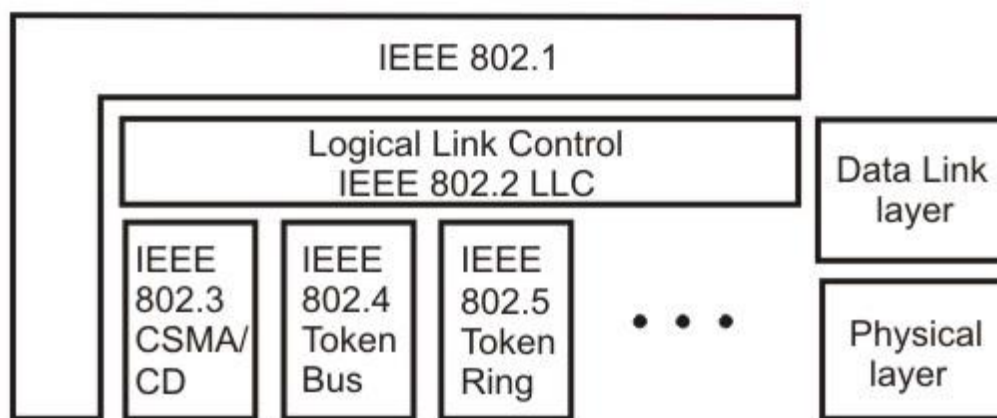 IEEE 802.1
Logical Link Control
IEEE 802.2 LLC
Data Link
layer
IEEE
802.3
CSMA/
CD
IEEE
802.4
Token
Bus
IEEE
802.5
Token
Ring
Physical
layer